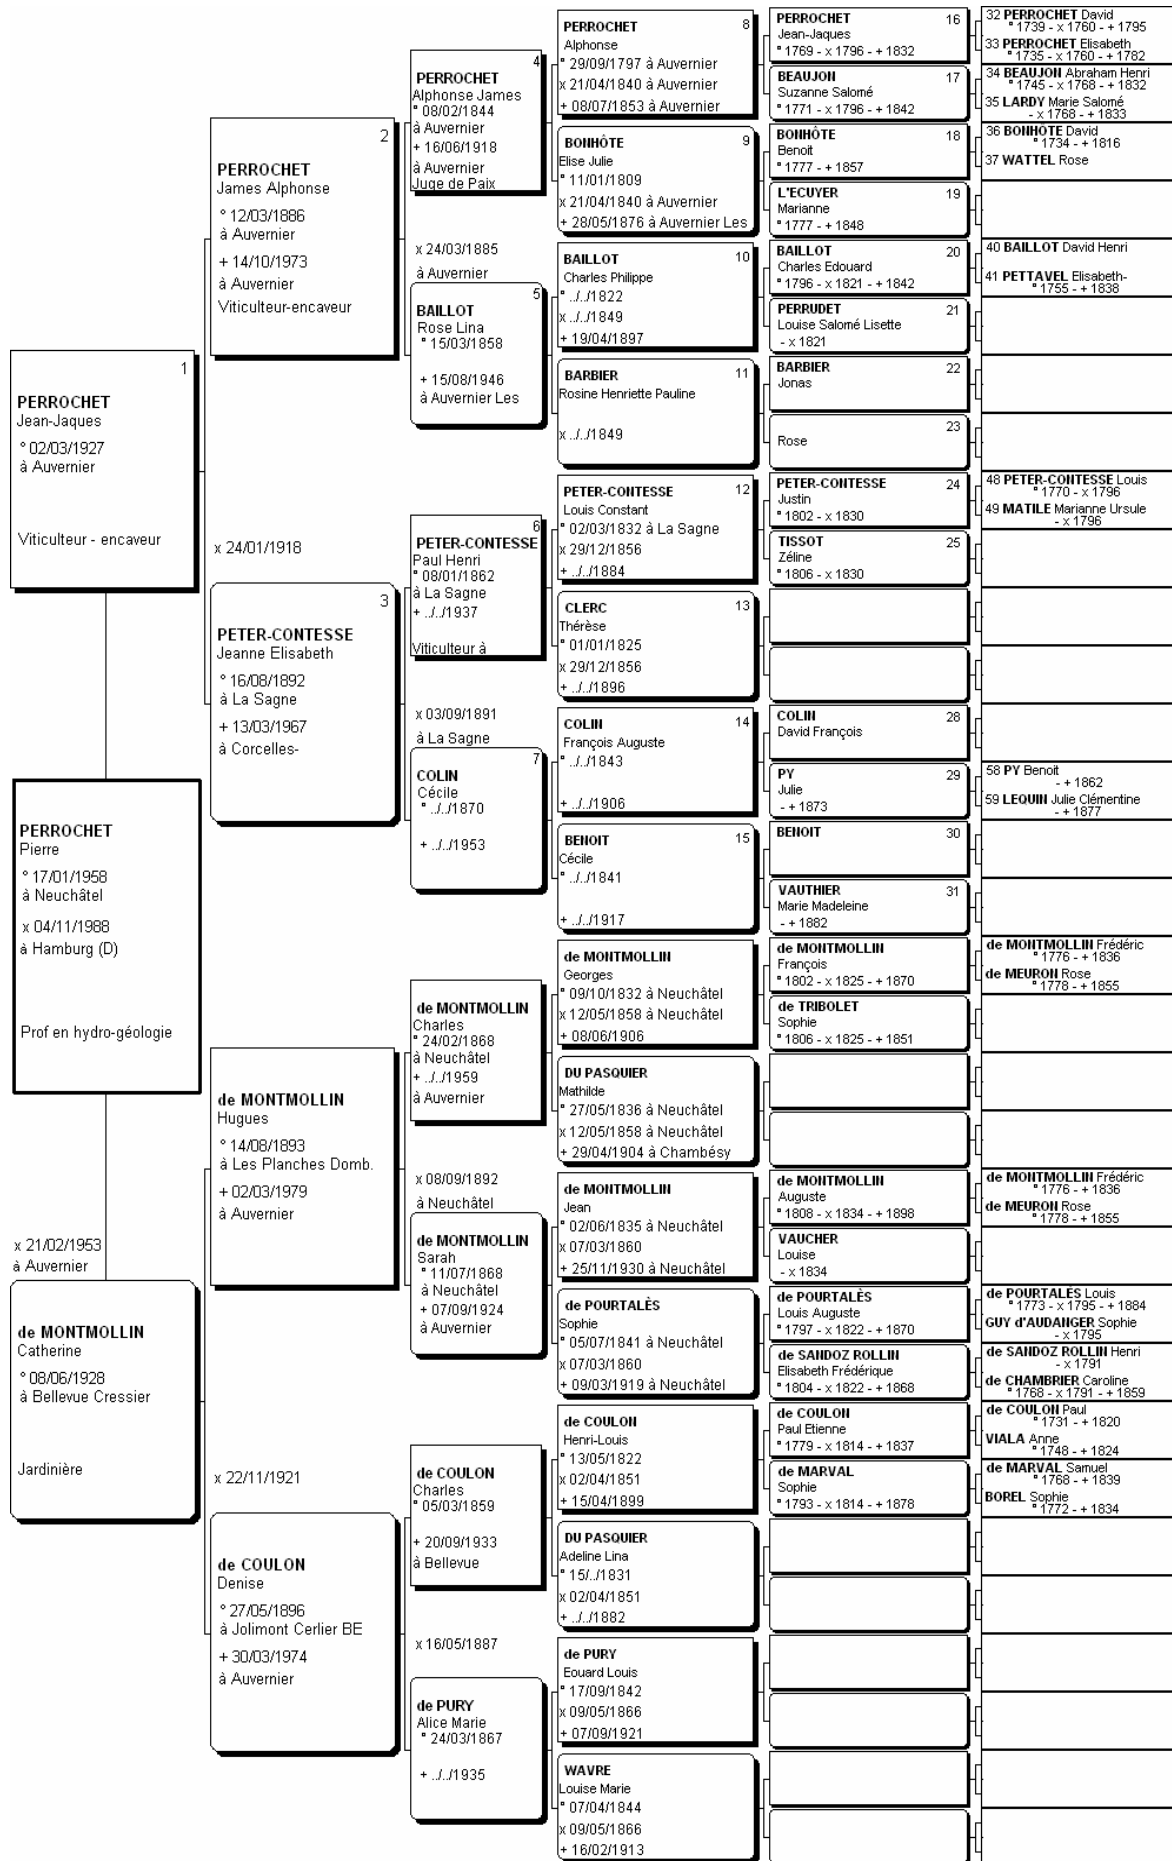 PERROCHET
Pierre
° 17/01/1958
à Neuchâtel
x 04/11/1988
à Hamburg (D)
Prof en hydro-géologie
1
PERROCHET
Jean-Jaques
° 02/03/1927
à Auvernier
Viticulteur - encaveur
x 21/02/1953
à Auvernier
de MONTMOLLIN
Catherine
° 08/06/1928
à Bellevue Cressier
Jardinière
2
PERROCHET
James Alphonse
° 12/03/1886
à Auvernier
+ 14/10/1973
à Auvernier
Viticulteur-encaveur
x 24/01/1918
3
PETER-CONTESSE
Jeanne Elisabeth
° 16/08/1892
à La Sagne
+ 13/03/1967
à Corcelles-
de MONTMOLLIN
Hugues
° 14/08/1893
à Les Planches Domb.
+ 02/03/1979
à Auvernier
x 22/11/1921
de COULON
Denise
° 27/05/1896
à Jolimont Cerlier BE
+ 30/03/1974
à Auvernier
4
PERROCHET
Alphonse James
° 08/02/1844
à Auvernier
+ 16/06/1918
à Auvernier
Juge de Paix
x 24/03/1885
à Auvernier
5
BAILLOT
Rose Lina
° 15/03/1858
+ 15/08/1946
à Auvernier Les
6
PETER-CONTESSE
Paul Henri
° 08/01/1862
à La Sagne
+ ../../1937
Viticulteur à
x 03/09/1891
à La Sagne
7
COLIN
Cécile
° ../../1870
+ ../../1953
de MONTMOLLIN
Charles
° 24/02/1868
à Neuchâtel
+ ../../1959
à Auvernier
x 08/09/1892
à Neuchâtel
de MONTMOLLIN
Sarah
° 11/07/1868
à Neuchâtel
+ 07/09/1924
à Auvernier
de COULON
Charles
° 05/03/1859
+ 20/09/1933
à Bellevue
x 16/05/1887
de PURY
Alice Marie
° 24/03/1867
+ ../../1935
8
PERROCHET
Alphonse
° 29/09/1797 à Auvernier
x 21/04/1840 à Auvernier
+ 08/07/1853 à Auvernier
9
BONHÔTE
Elise Julie
° 11/01/1809
x 21/04/1840 à Auvernier
+ 28/05/1876 à Auvernier Les
10
BAILLOT
Charles Philippe
° ../../1822
x ../../1849
+ 19/04/1897
11
BARBIER
Rosine Henriette Pauline
x ../../1849
12
PETER-CONTESSE
Louis Constant
° 02/03/1832 à La Sagne
x 29/12/1856
+ ../../1884
13
CLERC
Thérèse
° 01/01/1825
x 29/12/1856
+ ../../1896
14
COLIN
François Auguste
° ../../1843
+ ../../1906
15
BENOIT
Cécile
° ../../1841
+ ../../1917
de MONTMOLLIN
Georges
° 09/10/1832 à Neuchâtel
x 12/05/1858 à Neuchâtel
+ 08/06/1906
DU PASQUIER
Mathilde
° 27/05/1836 à Neuchâtel
x 12/05/1858 à Neuchâtel
+ 29/04/1904 à Chambésy
de MONTMOLLIN
Jean
° 02/06/1835 à Neuchâtel
x 07/03/1860
+ 25/11/1930 à Neuchâtel
de POURTALÈS
Sophie
° 05/07/1841 à Neuchâtel
x 07/03/1860
+ 09/03/1919 à Neuchâtel
de COULON
Henri-Louis
° 13/05/1822
x 02/04/1851
+ 15/04/1899
DU PASQUIER
Adeline Lina
° 15/../1831
x 02/04/1851
+ ../../1882
de PURY
Eouard Louis
° 17/09/1842
x 09/05/1866
+ 07/09/1921
WAVRE
Louise Marie
° 07/04/1844
x 09/05/1866
+ 16/02/1913
PERROCHET 16
Jean-Jaques
° 1769 - x 1796 - + 1832
BEAUJON 17
Suzanne Salomé
° 1771 - x 1796 - + 1842
BONHÔTE 18
Benoit
° 1777 - + 1857
L'ECUYER 19
Marianne
° 1777 - + 1848
BAILLOT 20
Charles Edouard
° 1796 - x 1821 - + 1842
PERRUDET 21
Louise Salomé Lisette
- x 1821
BARBIER 22
Jonas
23
Rose
PETER-CONTESSE 24
Justin
° 1802 - x 1830
TISSOT 25
Zéline
° 1806 - x 1830
COLIN 28
David François
PY 29
Julie
- + 1873
BENOIT 30
VAUTHIER 31
Marie Madeleine
- + 1882
de MONTMOLLIN
François
° 1802 - x 1825 - + 1870
de TRIBOLET
Sophie
° 1806 - x 1825 - + 1851
de MONTMOLLIN
Auguste
° 1808 - x 1834 - + 1898
VAUCHER
Louise
- x 1834
de POURTALÈS
Louis Auguste
° 1797 - x 1822 - + 1870
de SANDOZ ROLLIN
Elisabeth Frédérique
° 1804 - x 1822 - + 1868
de COULON
Paul Etienne
° 1779 - x 1814 - + 1837
de MARVAL
Sophie
° 1793 - x 1814 - + 1878
32 PERROCHET David
° 1739 - x 1760 - + 1795
33 PERROCHET Elisabeth
° 1735 - x 1760 - + 1782
34 BEAUJON Abraham Henri
° 1745 - x 1768 - + 1832
35 LARDY Marie Salomé
- x 1768 - + 1833
36 BONHÔTE David
° 1734 - + 1816
37 WATTEL Rose
40 BAILLOT David Henri
41 PETTAVEL Elisabeth-
° 1755 - + 1838
48 PETER-CONTESSE Louis
° 1770 - x 1796
49 MATILE Marianne Ursule
- x 1796
58 PY Benoit
- + 1862
59 LEQUIN Julie Clémentine
- + 1877
de MONTMOLLIN Frédéric
° 1776 - + 1836
de MEURON Rose
° 1778 - + 1855
de MONTMOLLIN Frédéric
° 1776 - + 1836
de MEURON Rose
° 1778 - + 1855
de POURTALÈS Louis
° 1773 - x 1795 - + 1884
GUY d'AUDANGER Sophie
- x 1795
de SANDOZ ROLLIN Henri
- x 1791
de CHAMBRIER Caroline
° 1768 - x 1791 - + 1859
de COULON Paul
° 1731 - + 1820
VIALA Anne
° 1748 - + 1824
de MARVAL Samuel
° 1768 - + 1839
BOREL Sophie
° 1772 - + 1834